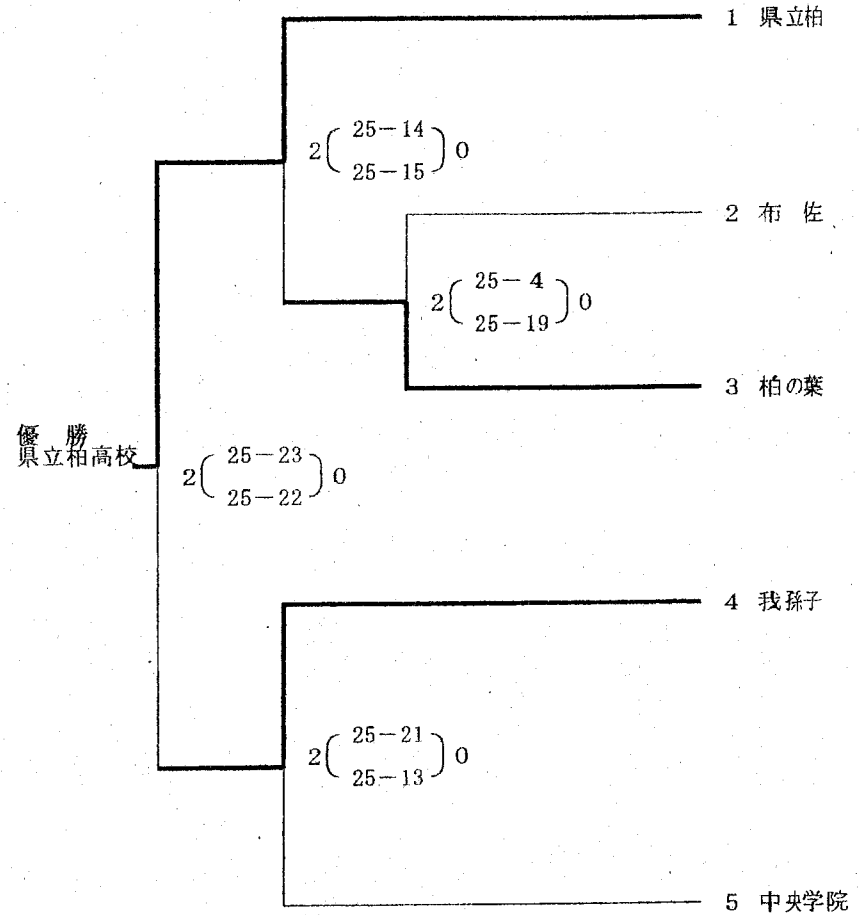 1 県立柏
25-14
2( )0
25-15
2 布 佐
25- 4
2( )0
25-19
3 柏の葉
優 勝
県立柏高校
25-23
2( )0
25-22
4 我孫子
25-21
2( )0
25-13
5 中央学院